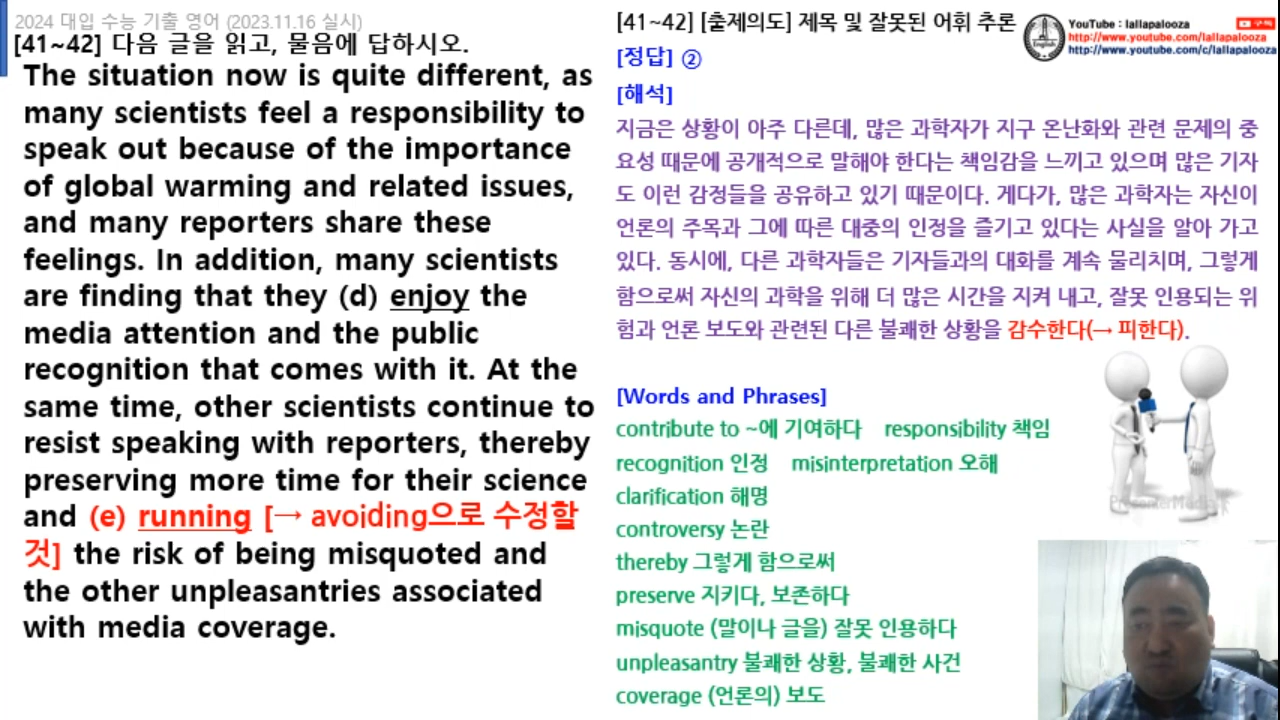 2024 대입 수능 기출 영어 (2023.11.16 실시)
[41~42] 다음 글을 읽고, 물음에 답하시오.
The situation now is quite different, as
many scientists feel a responsibility to
speak out because of the importance
of global warming and related issues,
and many reporters share these
feelings. In addition, many scientists
are finding that they (d) enjoy the
media attention and the public
recognition that comes with it. At the
same time, other scientists continue to
resist speaking with reporters, thereby
preserving more time for their science
and (e) running [→ avoiding으로 수정할
것] the risk of being misquoted and
the other unpleasantries associated
with media coverage.
[41~42] [출제의도] 제목 및 잘못된 어휘 추론
[정답] ②
[해석]
지금은 상황이 아주 다른데, 많은 과학자가 지구 온난화와 관련 문제의 중
요성 때문에 공개적으로 말해야 한다는 책임감을 느끼고 있으며 많은 기자
도 이런 감정들을 공유하고 있기 때문이다. 게다가, 많은 과학자는 자신이
언론의 주목과 그에 따른 대중의 인정을 즐기고 있다는 사실을 알아 가고
있다. 동시에, 다른 과학자들은 기자들과의 대화를 계속 물리치며, 그렇게
함으로써 자신의 과학을 위해 더 많은 시간을 지켜 내고, 잘못 인용되는 위
험과 언론 보도와 관련된 다른 불쾌한 상황을 감수한다(→ 피한다).
[Words and Phrases]
contribute to ~에 기여하다 responsibility 책임
recognition 인정 misinterpretation 오해
clarification 해명
controversy 논란
thereby 그렇게 함으로써
preserve 지키다, 보존하다
misquote (말이나 글을) 잘못 인용하다
unpleasantry 불쾌한 상황, 불쾌한 사건
coverage (언론의) 보도
YouTube : lallapalooza
구독
http://www.youtube.com/lallapalooza
http://www.youtube.com/c/lallapalooza
English
PresenterMedia